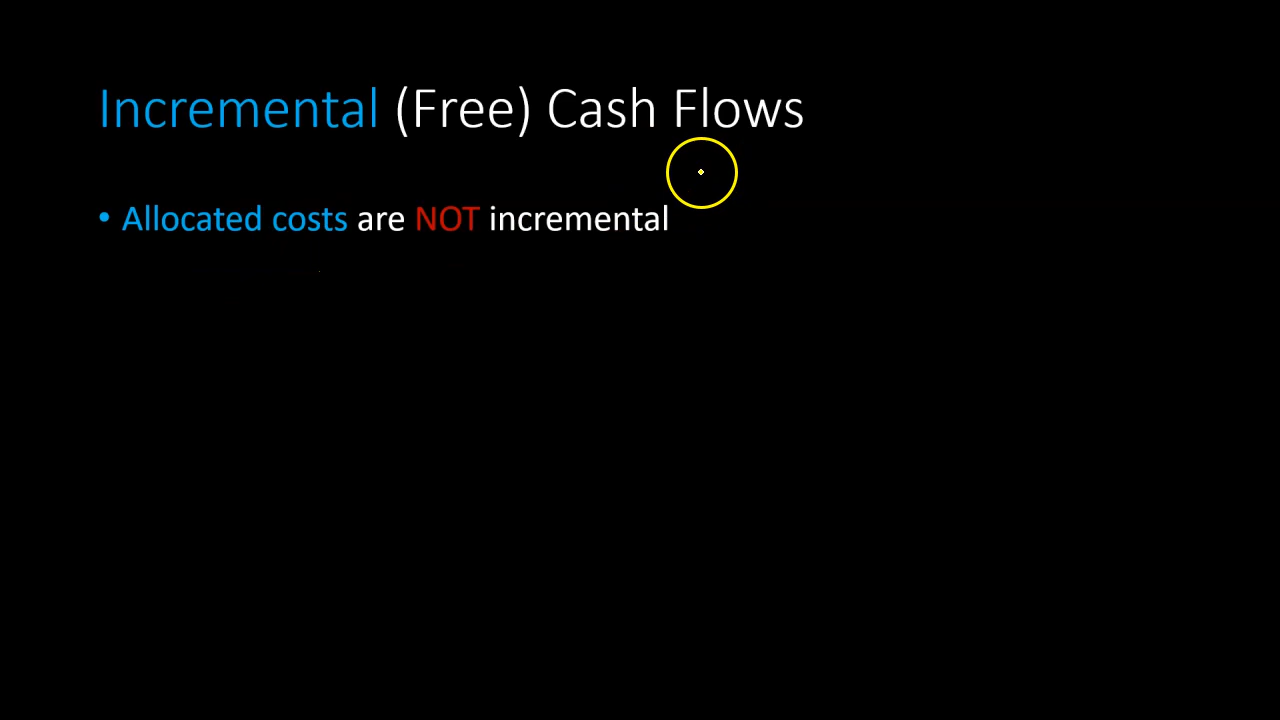 Incremental (Free) Cash Flows
• Allocated costs are NOT incremental